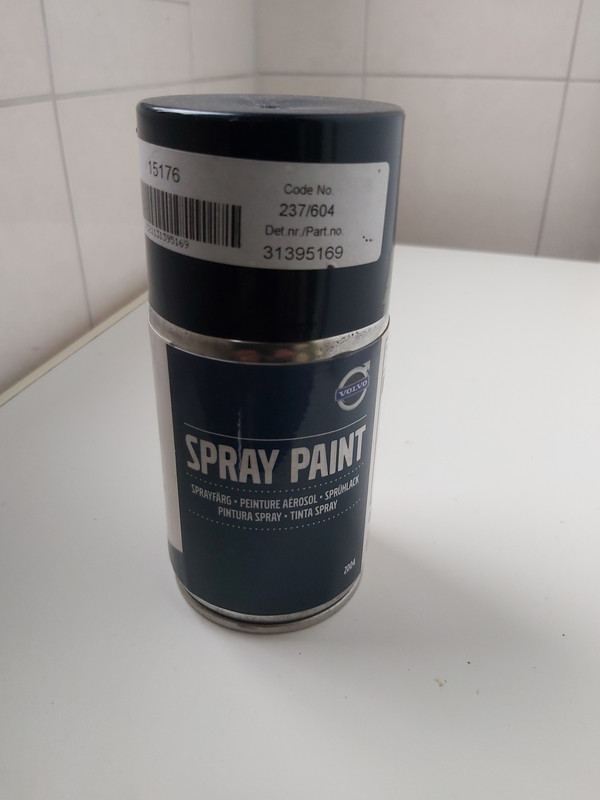 15176
Code No.
237/604
Det.nr./Part.no.
31395169
VOLVO
SPRAY PAINT
SPRAYFÄRG • PEINTURE AÉROSOL • SPRÜHLACK
PINTURA SPRAY • TINTA SPRAY
2004